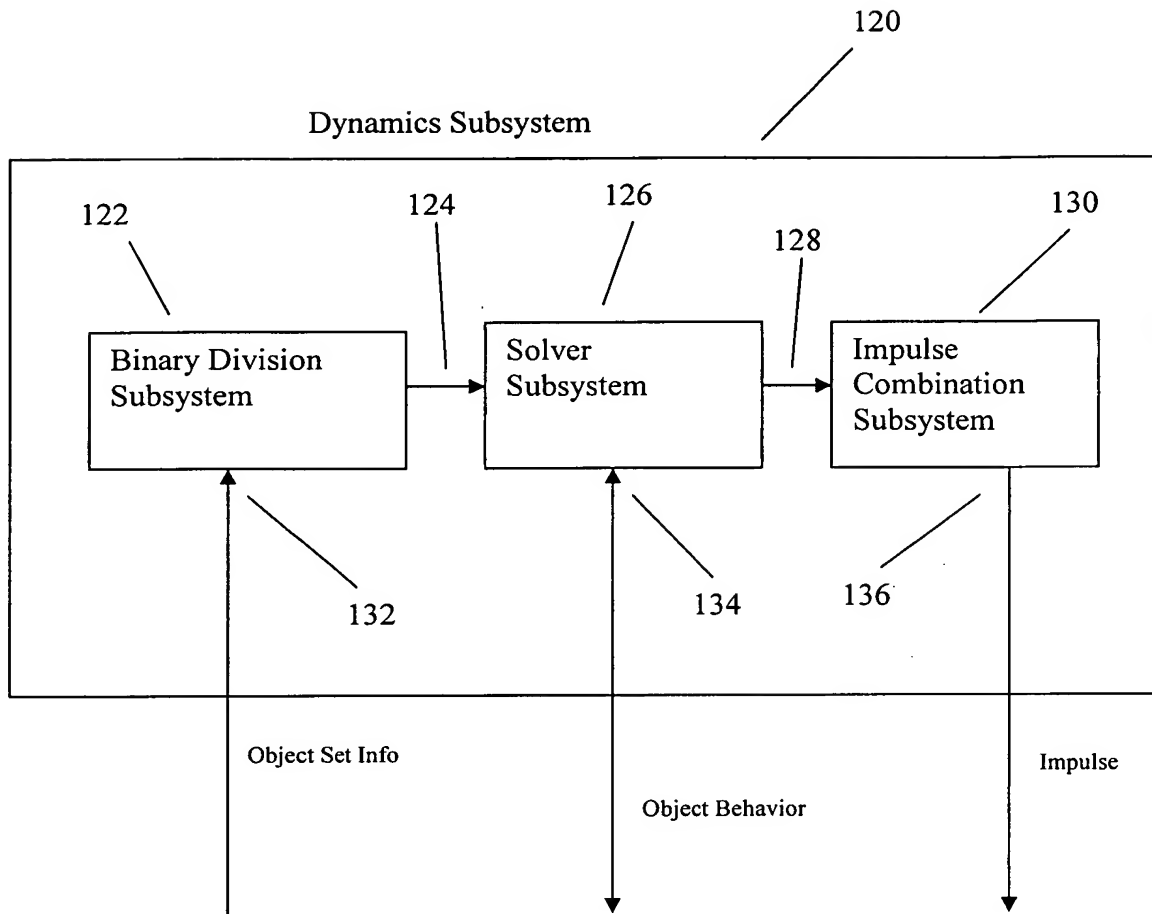 120
Dynamics Subsystem
122
124
126
128
130
Binary Division
Subsystem
Solver
Subsystem
Impulse
Combination
Subsystem
132
134
136
Object Set Info
Object Behavior
Impulse